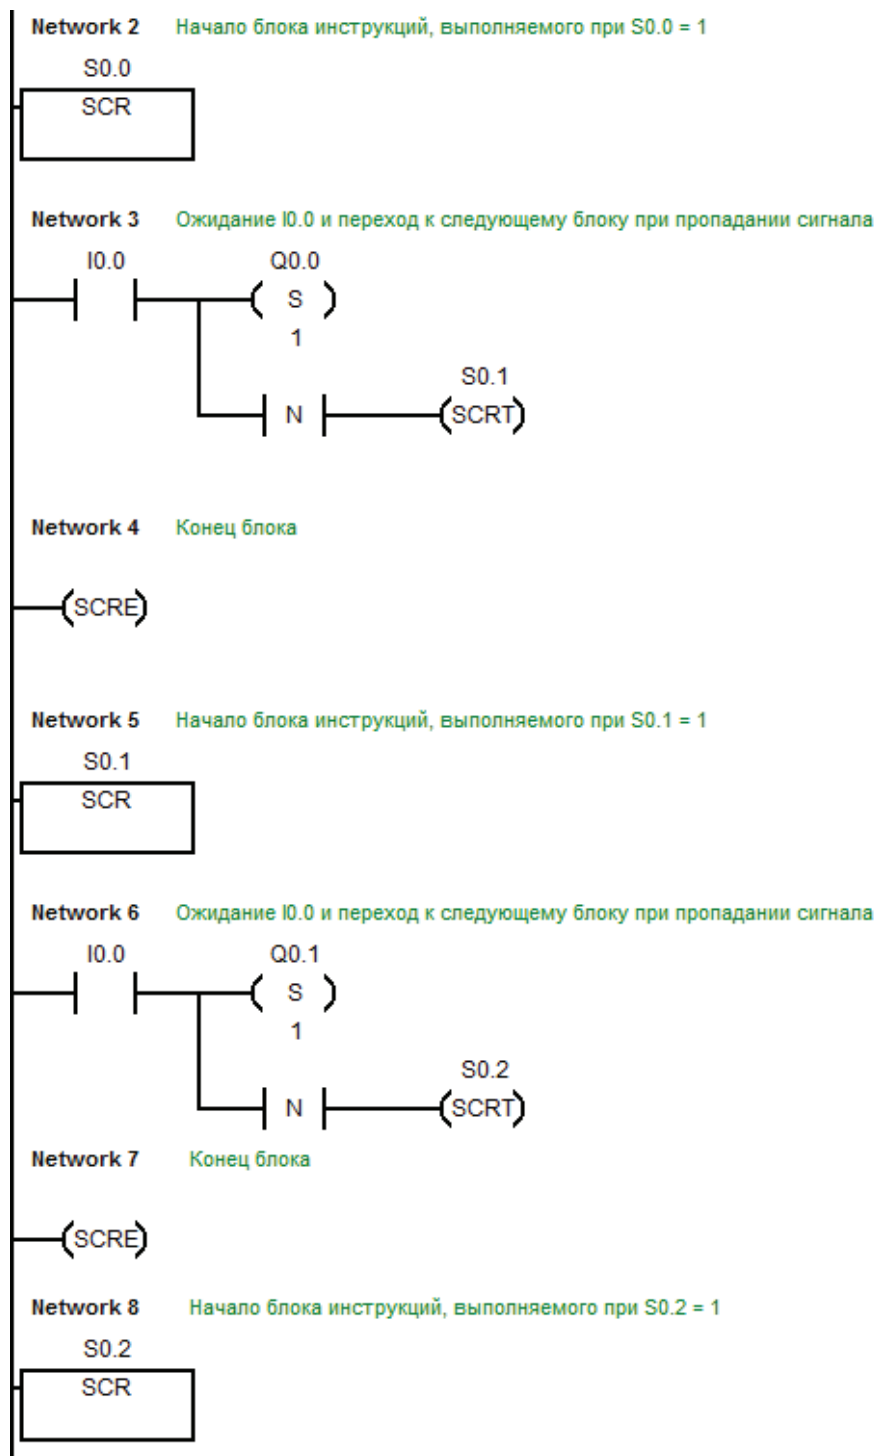 Network 2 Начало блока инструкций, выполняемого при S0.0 = 1
S0.0
SCR
Network 3 Ожидание I0.0 и переход к следующему блоку при пропадании сигнала
I0.0 Q0.0
S
1
S0.1
N SCRT
Network 4 Конец блока
SCRE
Network 5 Начало блока инструкций, выполняемого при S0.1 = 1
S0.1
SCR
Network 6 Ожидание I0.0 и переход к следующему блоку при пропадании сигнала
I0.0 Q0.1
S
1
S0.2
N SCRT
Network 7 Конец блока
SCRE
Network 8 Начало блока инструкций, выполняемого при S0.2 = 1
S0.2
SCR